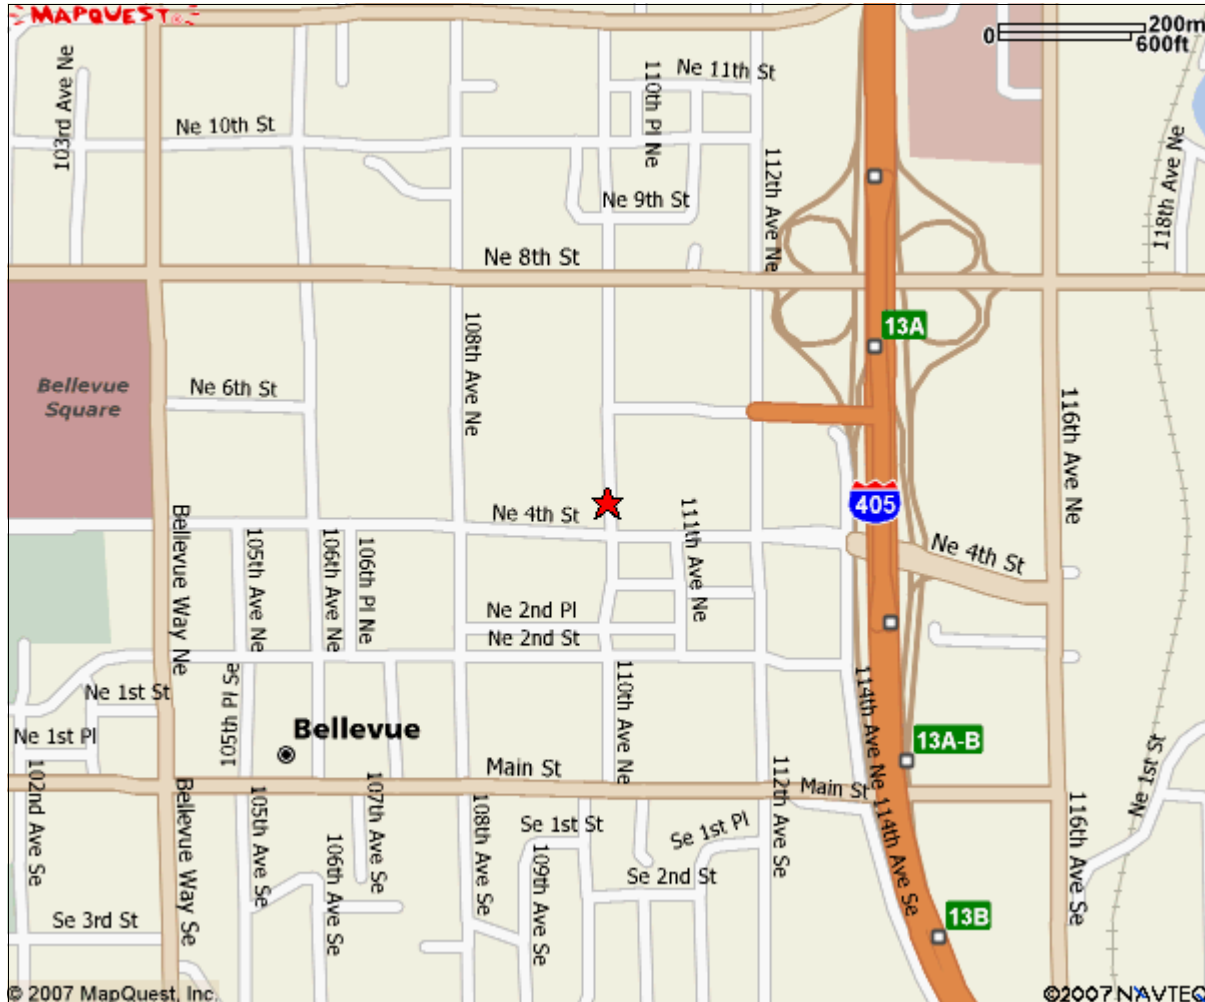 MAPQUEST
200m
0
600ft
Ne 11th St
103rd Ave Ne
110th Pl Ne
Ne 10th St
118th Ave Ne
112th Ave Ne
Ne 9th St
Ne 8th St
13A
108th Ave Ne
Bellevue
Square
Ne 6th St
116th Ave Ne
405
Ne 4th St
111th Ave Ne
Bellevue Way Ne
105th Ave Ne
106th Ave Ne
106th Pl Ne
Ne 4th St
Ne 2nd Pl
Ne 2nd St
105th Pl Se
110th Ave Ne
114th Ave Ne
Ne 1st St
Bellevue
Ne 1st Pl
13A-B
Main St
Main St
102nd Ave Se
Bellevue Way Se
105th Ave Se
107th Ave Se
108th Ave Se
112th Ave Se
114th Ave Se
116th Ave Se
Ne 1st St
Se 1st St
Se 1st Pl
106th Ave Se
109th Ave Se
Se 2nd St
Se 3rd St
13B
© 2007 MapQuest, Inc.
©2007 NAVTEQ